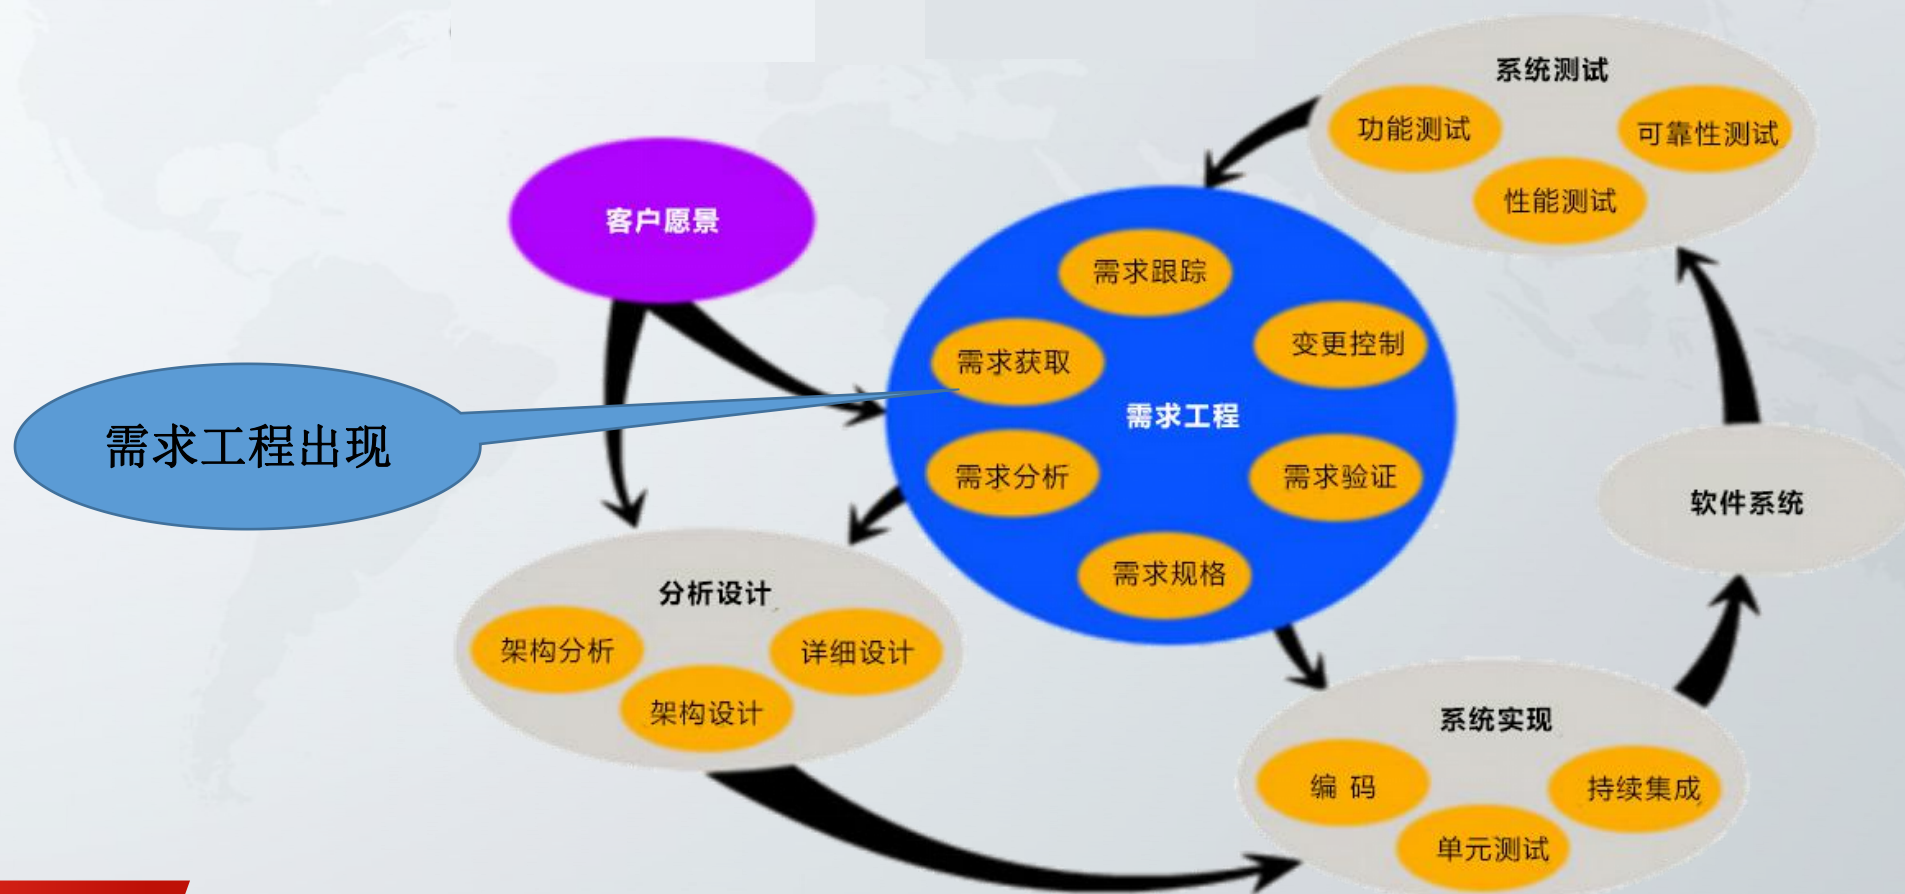 系统测试
功能测试
可靠性测试
性能测试
客户愿景
需求跟踪
变更控制
需求获取
需求工程
需求工程出现
需求分析
需求验证
软件系统
需求规格
分析设计
架构分析
详细设计
架构设计
系统实现
编 码
持续集成
单元测试